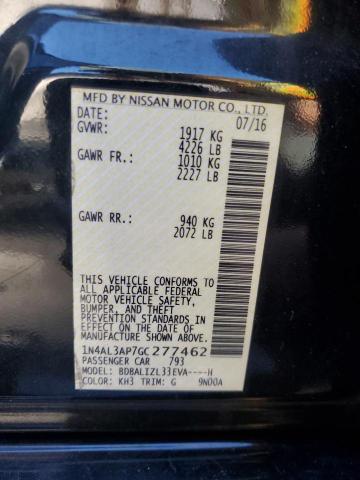 MFD BY NISSAN MOTOR CO., LTD.
DATE: 07/16
GVWR: 1917 KG
4226 LB
GAWR FR.: 1010 KG
2227 LB
GAWR RR.: 940 KG
2072 LB
THIS VEHICLE CONFORMS TO
ALL APPLICABLE FEDERAL
MOTOR VEHICLE SAFETY,
BUMPER, AND THEFT
PREVENTION STANDARDS
IN EFFECT ON THE DATE OF
MANUFACTURE SHOWN ABOVE.
1N4AL3AP7GC277462
PASSENGER CAR 793
MODEL: BDBALIZL33EVA----H
COLOR: KH3 TRIM: G 9N00A